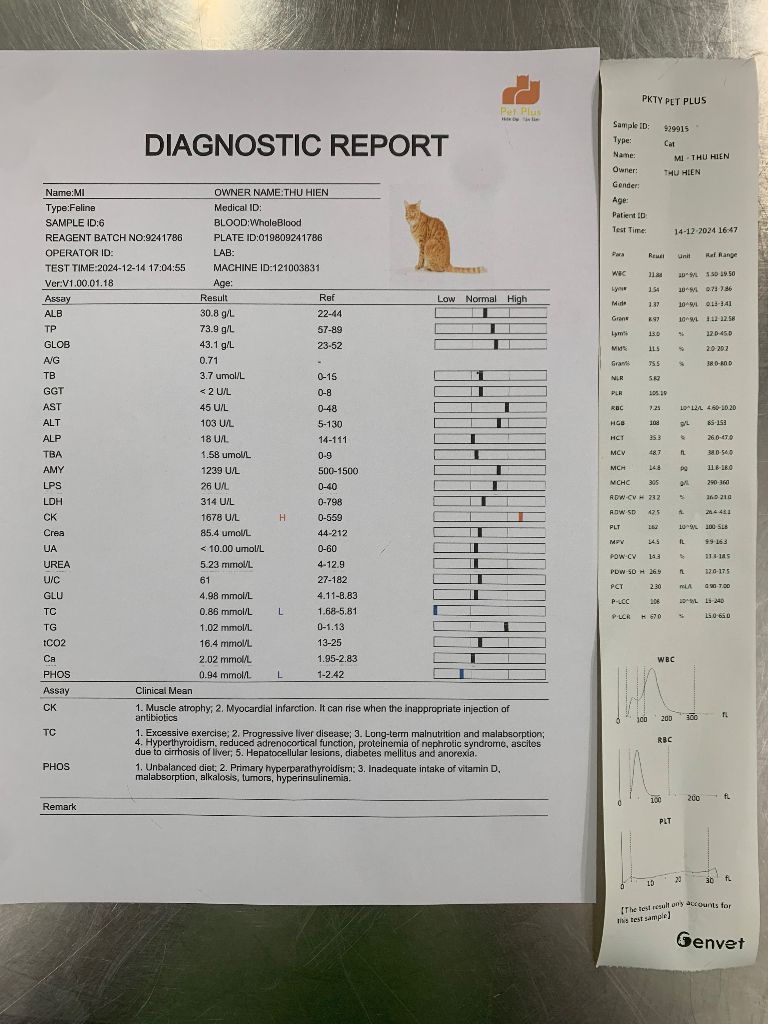 Pet Plus
DIAGNOSTIC REPORT
Name:MI OWNER NAME:THU HIEN
Type:Feline Medical ID:
SAMPLE ID:6 BLOOD:WholeBlood
REAGENT BATCH NO:9241786 PLATE ID:019809241786
OPERATOR ID: LAB:
TEST TIME:2024-12-14 17:04:55 MACHINE ID:121003831
Ver:V1.00.01.18 Age:
Assay Result Ref Low Normal High
ALB 30.8 g/L 22-44
TP 73.9 g/L 57-89
GLOB 43.1 g/L 23-52
A/G 0.71 -
TB 3.7 umol/L 0-15
GGT < 2 U/L 0-8
AST 45 U/L 0-48
ALT 103 U/L 5-130
ALP 18 U/L 14-111
TBA 1.58 umol/L 0-9
AMY 1239 U/L 500-1500
LPS 26 U/L 0-40
LDH 314 U/L 0-798
CK 1678 U/L H 0-559
Crea 85.4 umol/L 44-212
UA < 10.00 umol/L 0-60
UREA 5.23 mmol/L 4-12.9
U/C 61 27-182
GLU 4.98 mmol/L 4.11-8.83
TC 0.86 mmol/L L 1.68-5.81
TG 1.02 mmol/L 0-1.13
tCO2 16.4 mmol/L 13-25
Ca 2.02 mmol/L 1.95-2.83
PHOS 0.94 mmol/L L 1-2.42
Assay Clinical Mean
CK 1. Muscle atrophy; 2. Myocardial infarction. It can rise when the inappropriate injection of
antibiotics
TC 1. Excessive exercise; 2. Progressive liver disease; 3. Long-term malnutrition and malabsorption;
4. Hyperthyroidism, reduced adrenocortical function, proteinemia of nephrotic syndrome, ascites
due to cirrhosis of liver; 5. Hepatocellular lesions, diabetes mellitus and anorexia.
PHOS 1. Unbalanced diet; 2. Primary hyperparathyroidism; 3. Inadequate intake of vitamin D,
malabsorption, alkalosis, tumors, hyperinsulinemia.
Remark
PKTY PET PLUS
Sample ID: 929915
Type: Cat
Name: MI - THU HIEN
Owner: THU HIEN
Gender:
Age:
Patient ID:
Test Time: 14-12-2024 16:47
Para Result Unit Ref. Range
WBC 11.88 10^9/L 5.50-19.50
Lym# 1.54 10^9/L 0.73-7.86
Mid# 1.37 10^9/L 0.13-3.41
Gran# 8.97 10^9/L 3.12-12.58
Lym% 13.0 % 12.0-45.0
Mid% 11.5 % 2.0-20.2
Gran% 75.5 % 38.0-80.0
NLR 5.82
PLR 105.19
RBC 7.25 10^12/L 4.60-10.20
HGB 108 g/L 85-153
HCT 35.3 % 26.0-47.0
MCV 48.7 fL 38.0-54.0
MCH 14.8 pg 11.8-18.0
MCHC 305 g/L 290-360
RDW-CV H 23.2 % 16.0-23.0
RDW-SD 42.5 fL 26.4-43.1
PLT 162 10^9/L 100-518
MPV 14.5 fL 9.9-16.3
PDW-CV 14.3 % 13.3-18.5
PDW-SD H 26.9 fL 12.0-17.5
PCT 2.30 mL/L 0.90-7.00
P-LCC 108 10^9/L 15-240
P-LCR H 67.0 % 15.0-65.0
WBC
0 100 200 300 fL
RBC
0 100 200 fL
PLT
0 10 20 30 fL
【The test result only accounts for
this test sample】
Genvet